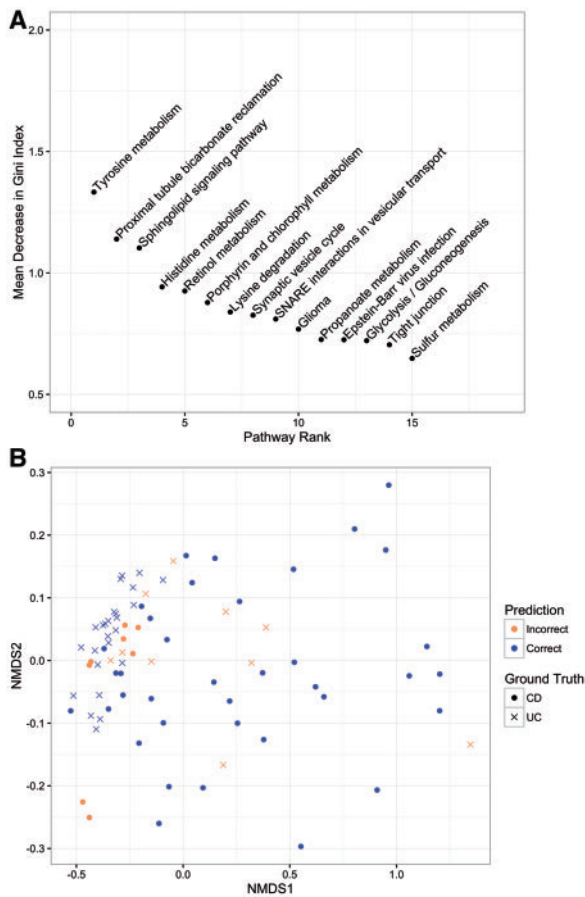 A
Mean Decrease in Gini Index
2.0
1.5
1.0
0.5
Tyrosine metabolism
Proximal tubule bicarbonate reclamation
Sphingolipid signaling pathway
Histidine metabolism
Retinol metabolism
Porphyrin and chlorophyll metabolism
Lysine degradation
Synaptic vesicle cycle
SNARE interactions in vesicular transport
Glioma
Propanoate metabolism
Epstein-Barr virus infection
Glycolysis / Gluconeogenesis
Tight junction
Sulfur metabolism
0 5 10 15
Pathway Rank
B
NMDS2
0.3
0.2
0.1
0.0
-0.1
-0.2
-0.3
-0.5 0.0 0.5 1.0
NMDS1
Prediction
Incorrect
Correct
Ground Truth
CD
UC